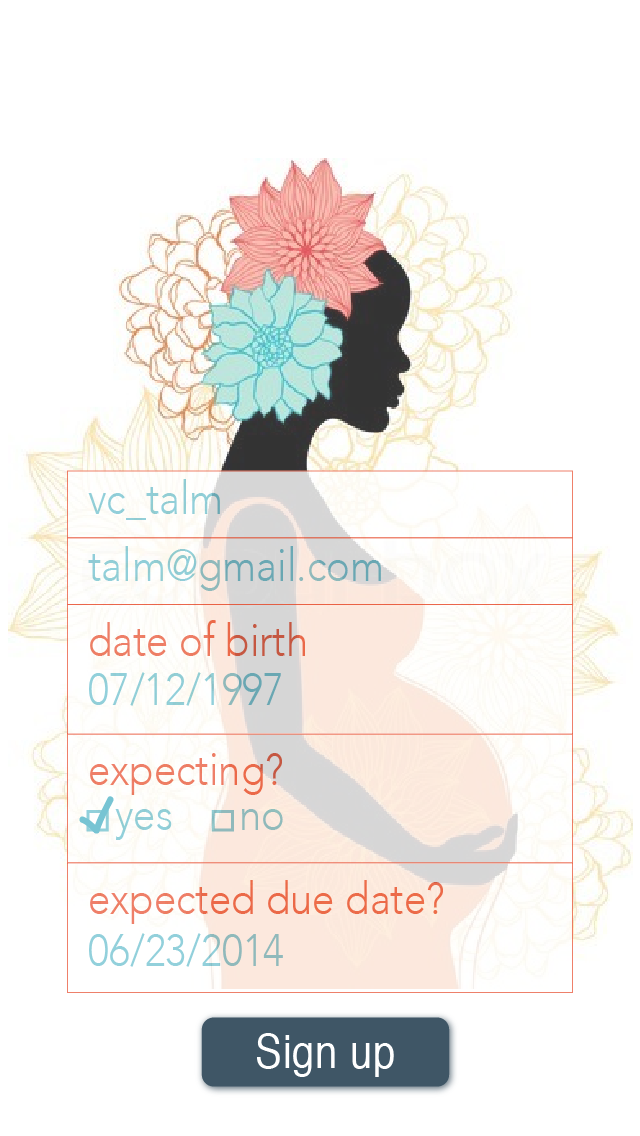 vc_talm
talm@gmail.com
date of birth
07/12/1997
expecting?
yes no
expected due date?
06/23/2014
Sign up